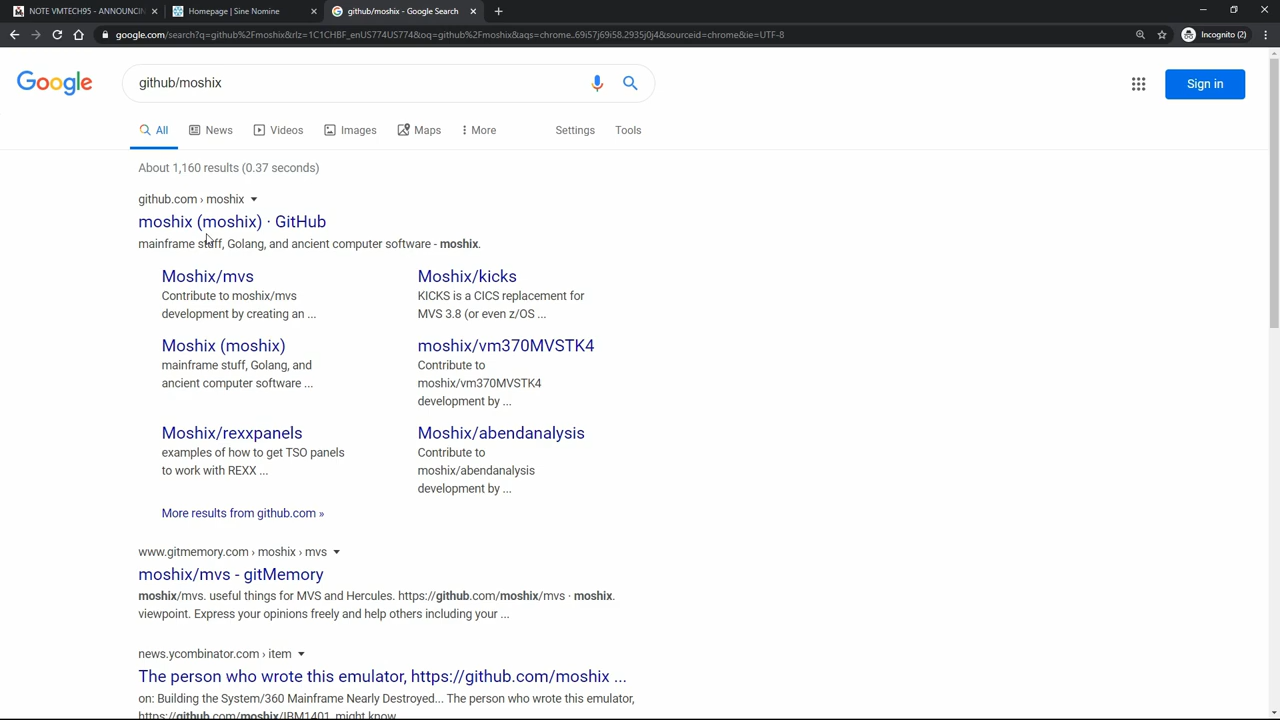 NOTE VMTECH95 - ANNOUNCIN
Homepage | Sine Nomine
github/moshix - Google Search
google.com/search?q=github%2Fmoshix&rlz=1C1CHBF_enUS774US774&oq=github%2Fmoshix&aqs=chrome..69i57j69i58.2935j0j4&sourceid=chrome&ie=UTF-8
Incognito (2)
Google
github/moshix
Sign in
All
News
Videos
Images
Maps
More
Settings
Tools
About 1,160 results (0.37 seconds)
github.com › moshix
moshix (moshix) · GitHub
mainframe stuff, Golang, and ancient computer software - moshix.
Moshix/mvs
Contribute to moshix/mvs
development by creating an ...
Moshix/kicks
KICKS is a CICS replacement for
MVS 3.8 (or even z/OS ...
Moshix (moshix)
mainframe stuff, Golang, and
ancient computer software ...
moshix/vm370MVSTK4
Contribute to
moshix/vm370MVSTK4
development by ...
Moshix/rexxpanels
examples of how to get TSO panels
to work with REXX ...
Moshix/abendanalysis
Contribute to
moshix/abendanalysis
development by ...
More results from github.com »
www.gitmemory.com › moshix › mvs
moshix/mvs - gitMemory
moshix/mvs. useful things for MVS and Hercules. https://github.com/moshix/mvs · moshix.
viewpoint. Express your opinions freely and help others including your ...
news.ycombinator.com › item
The person who wrote this emulator, https://github.com/moshix ...
on: Building the System/360 Mainframe Nearly Destroyed... The person who wrote this emulator,
https://github.com/moshix/IBM1401, might know